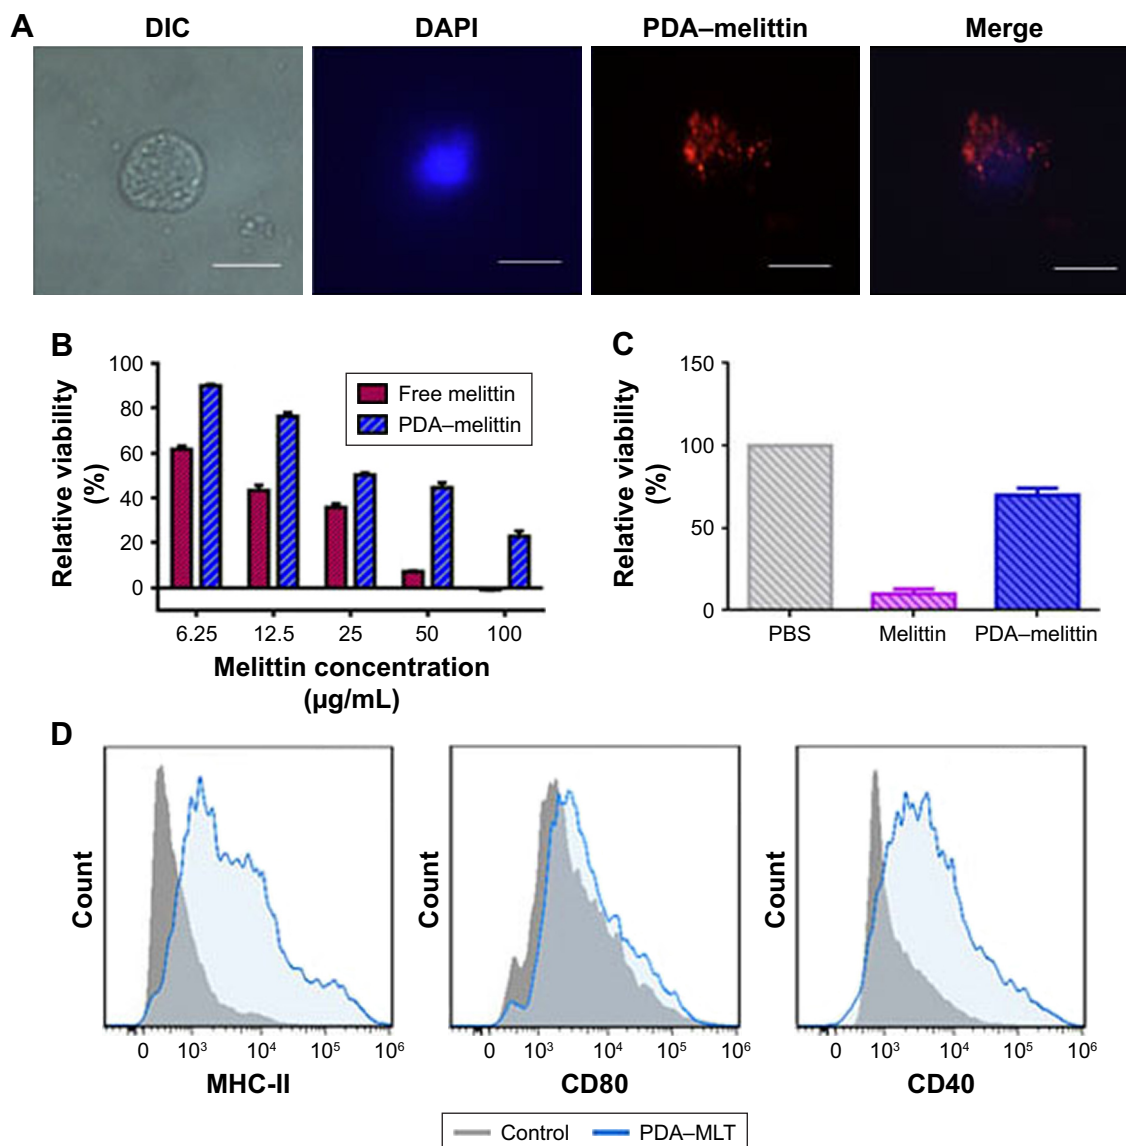 A
DIC
DAPI
PDA–melittin
Merge
B
Relative viability
(%)
100
80
60
40
20
0
Free melittin
PDA–melittin
6.25
12.5
25
50
100
Melittin concentration
(µg/mL)
C
Relative viability
(%)
150
100
50
0
PBS
Melittin
PDA–melittin
D
Count
0
10³
10⁴
10⁵
10⁶
MHC-II
Count
0
10³
10⁴
10⁵
10⁶
CD80
Count
0
10³
10⁴
10⁵
10⁶
CD40
Control
PDA–MLT